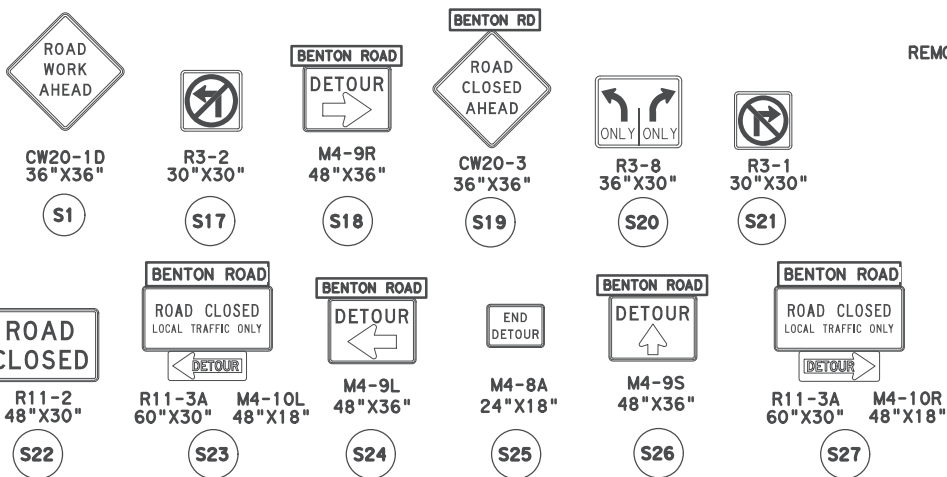 ROAD
WORK
AHEAD
CW20-1D
36"X36"
S1
R3-2
30"X30"
S17
BENTON ROAD
DETOUR
M4-9R
48"X36"
S18
BENTON RD
ROAD
CLOSED
AHEAD
CW20-3
36"X36"
S19
ONLY ONLY
R3-8
36"X30"
S20
R3-1
30"X30"
S21
ROAD
CLOSED
R11-2
48"X30"
S22
BENTON ROAD
ROAD CLOSED
LOCAL TRAFFIC ONLY
DETOUR
R11-3A M4-10L
60"X30" 48"X18"
S23
BENTON ROAD
DETOUR
M4-9L
48"X36"
S24
END
DETOUR
M4-8A
24"X18"
S25
BENTON ROAD
DETOUR
M4-9S
48"X36"
S26
BENTON ROAD
ROAD CLOSED
LOCAL TRAFFIC ONLY
DETOUR
R11-3A M4-10R
60"X30" 48"X18"
S27